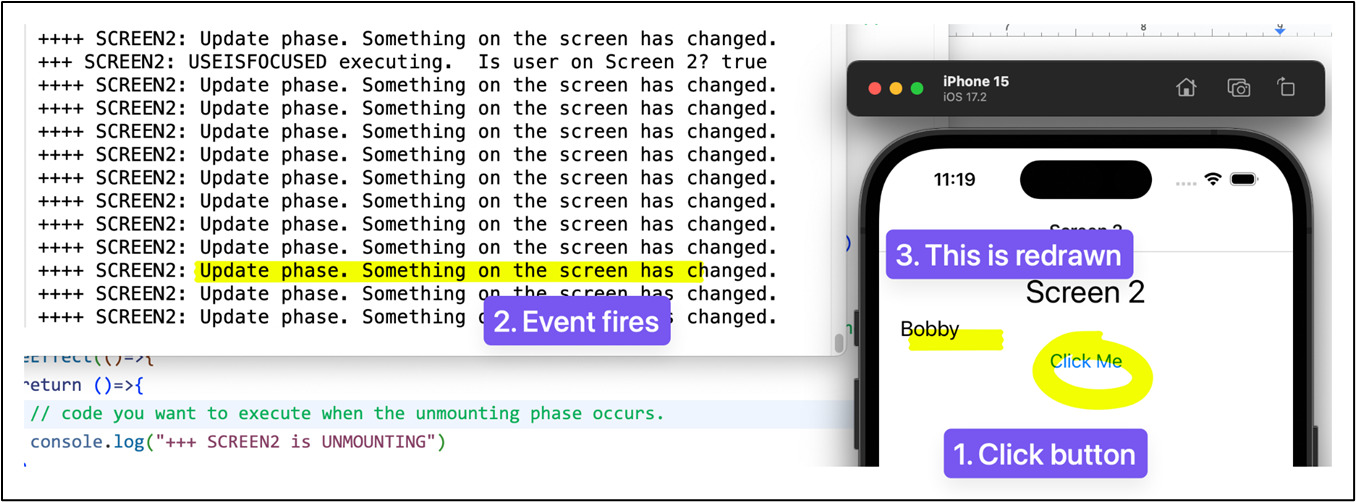 ++++ SCREEN2: Update phase. Something on the screen has changed.
+++ SCREEN2: USEISFOCUSED executing.  Is user on Screen 2? true
++++ SCREEN2: Update phase. Something on the screen has changed.
++++ SCREEN2: Update phase. Something on the screen has changed.
++++ SCREEN2: Update phase. Something on the screen has changed.
++++ SCREEN2: Update phase. Something on the screen has changed.
++++ SCREEN2: Update phase. Something on the screen has changed.
++++ SCREEN2: Update phase. Something on the screen has changed.
++++ SCREEN2: Update phase. Something on the screen has changed.
++++ SCREEN2: Update phase. Something on the screen has changed.
++++ SCREEN2: Update phase. Something on the screen has changed.
++++ SCREEN2: Update phase. Something on the screen has changed.
++++ SCREEN2: Update phase. Something changed.
2. Event fires
eEffect(()=>{
return ()=>{
// code you want to execute when the unmounting phase occurs.
console.log("+++ SCREEN2 is UNMOUNTING")
7 8 9
iPhone 15
iOS 17.2
11:19
Screen 2
3. This is redrawn
Screen 2
Bobby
Click Me
1. Click button